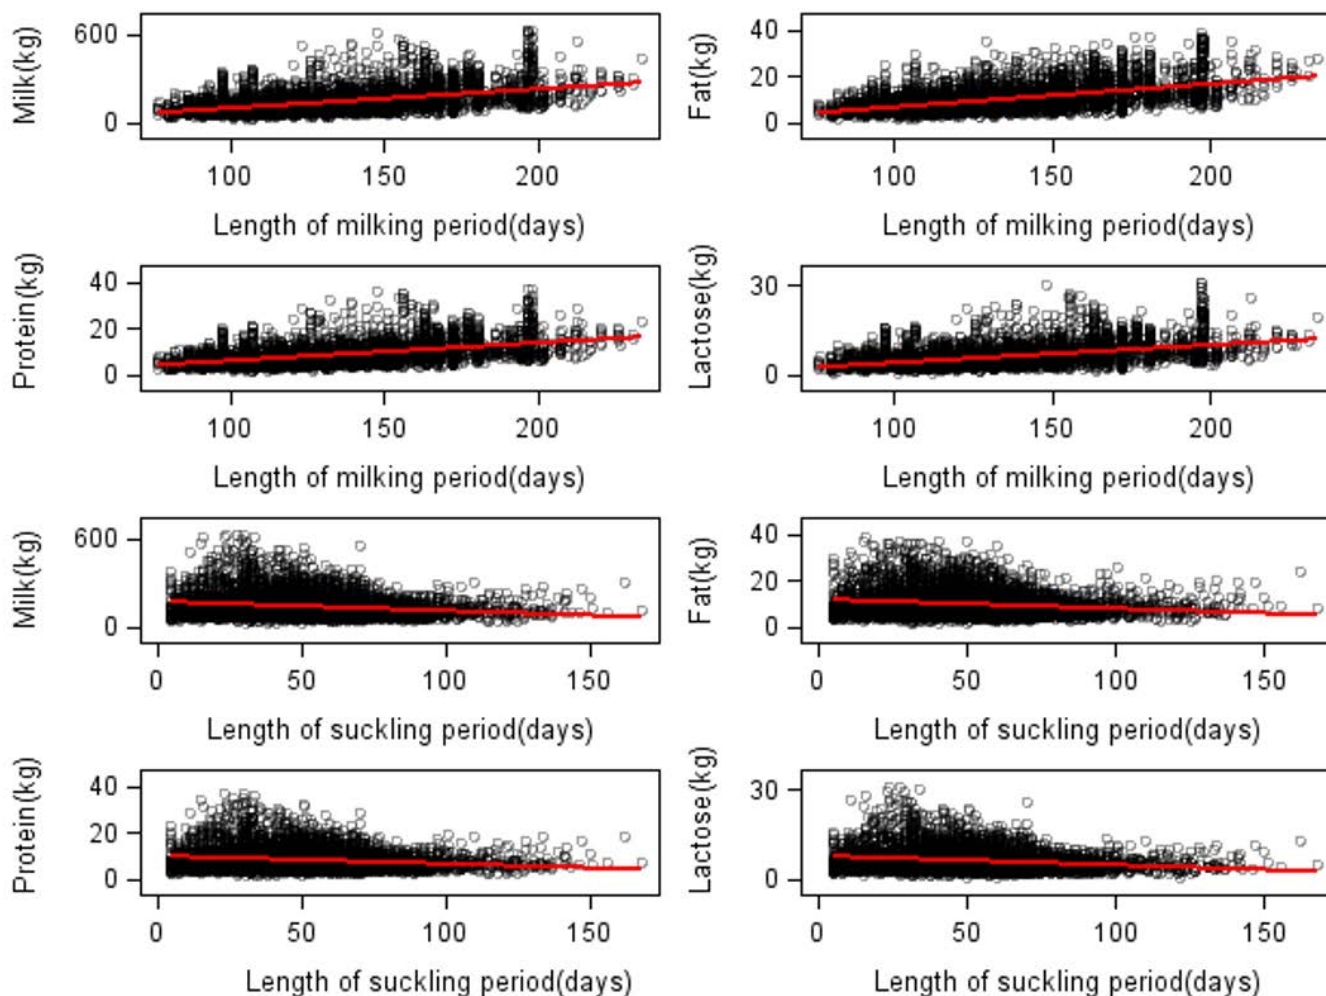 Milk(kg)
600
0
100 150 200
Length of milking period(days)
Fat(kg)
40
20
0
100 150 200
Length of milking period(days)
Protein(kg)
40
20
0
100 150 200
Length of milking period(days)
Lactose(kg)
30
0
100 150 200
Length of milking period(days)
Milk(kg)
600
0
0 50 100 150
Length of suckling period(days)
Fat(kg)
40
20
0
0 50 100 150
Length of suckling period(days)
Protein(kg)
40
20
0
0 50 100 150
Length of suckling period(days)
Lactose(kg)
30
0
0 50 100 150
Length of suckling period(days)